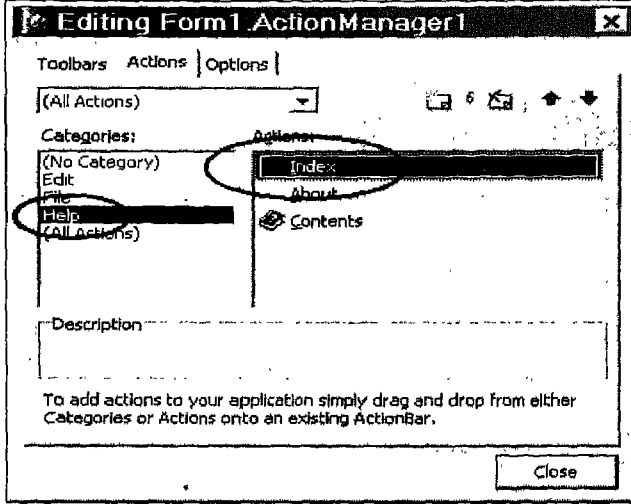 Editing Form1.ActionManager1
Toolbars Actions Options
(All Actions)
Categories: Actions:
(No Category)
Edit
File
Help
(All Actions)
Index
About
Contents
Description
To add actions to your application simply drag and drop from either
Categories or Actions onto an existing ActionBar.
Close